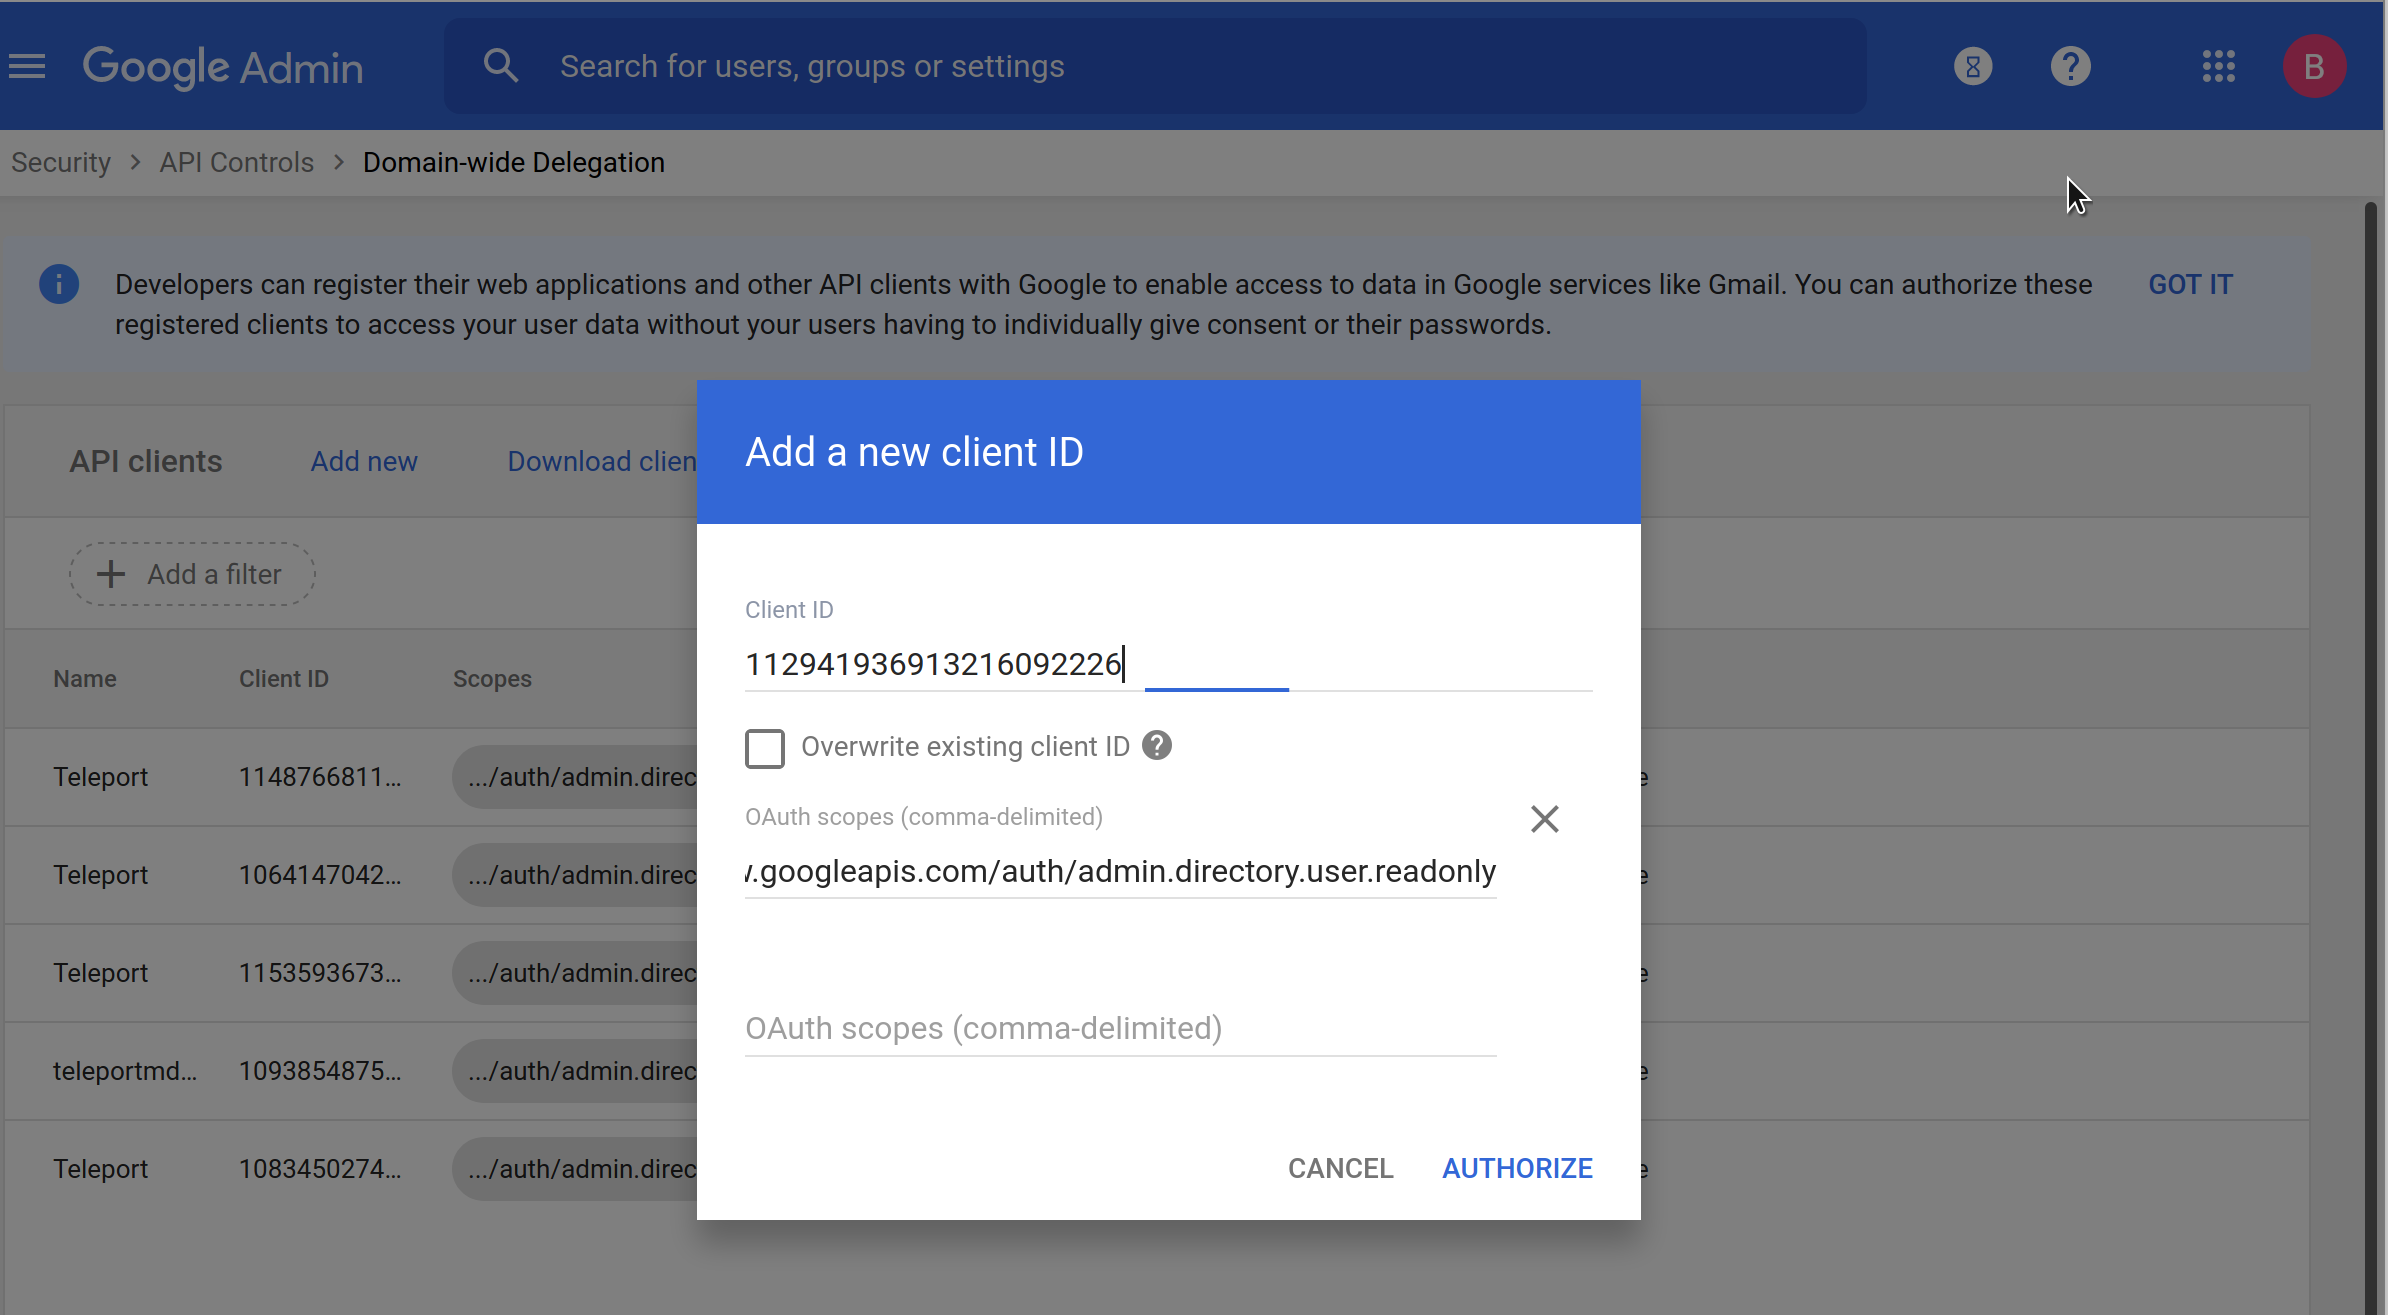 Google Admin
Search for users, groups or settings
B
Security > API Controls > Domain-wide Delegation
Developers can register their web applications and other API clients with Google to enable access to data in Google services like Gmail. You can authorize these
registered clients to access your user data without your users having to individually give consent or their passwords.
GOT IT
API clients
Add new
Download clien
Add a filter
Name Client ID Scopes
Teleport 1148766811... .../auth/admin.direc e
Teleport 1064147042... .../auth/admin.direc e
Teleport 1153593673... .../auth/admin.direc e
teleportmd... 1093854875... .../auth/admin.direc e
Teleport 1083450274... .../auth/admin.direc e
Add a new client ID
Client ID
112941936913216092226
Overwrite existing client ID
OAuth scopes (comma-delimited)
.googleapis.com/auth/admin.directory.user.readonly
OAuth scopes (comma-delimited)
CANCEL
AUTHORIZE